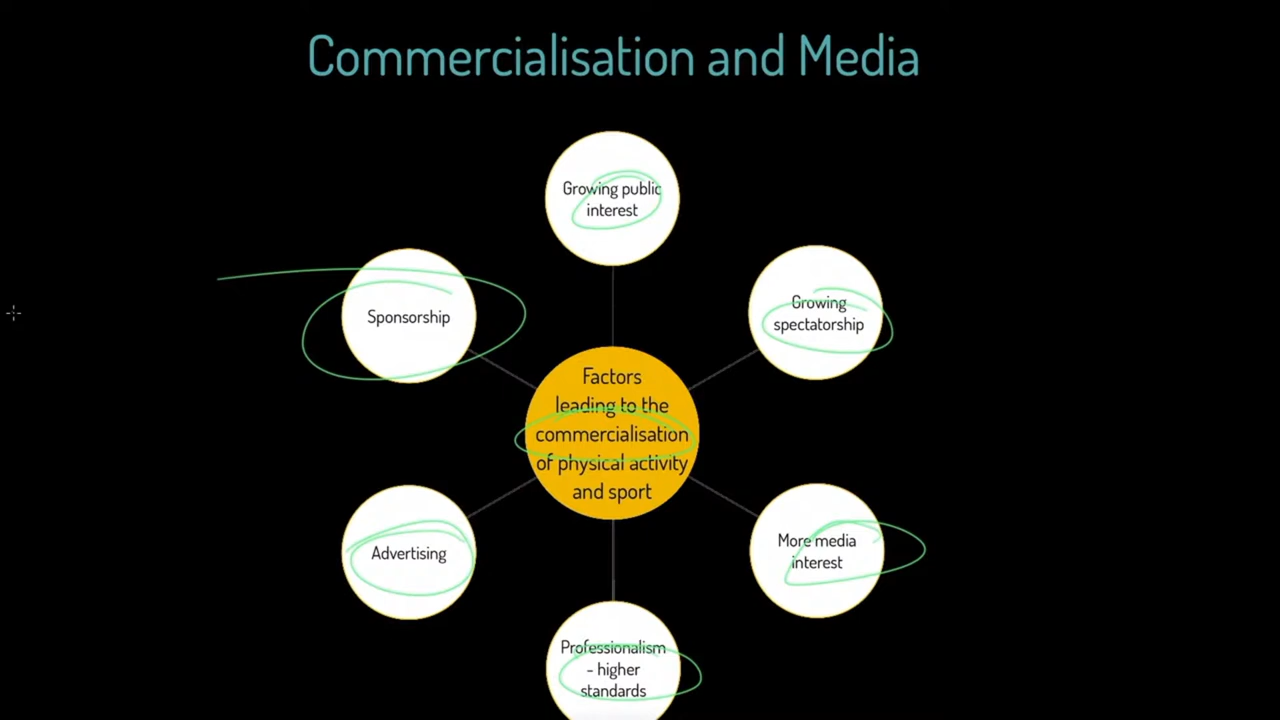 Commercialisation and Media
Growing public
interest
Sponsorship
Growing
spectatorship
Factors
leading to the
commercialisation
of physical activity
and sport
Advertising
More media
interest
Professionalism
- higher
standards